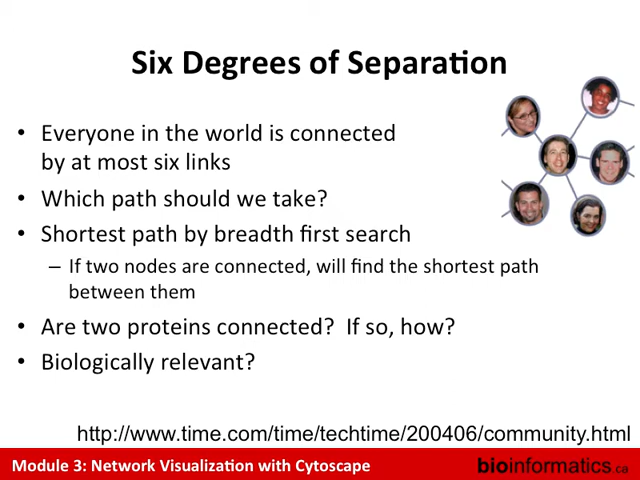 Six Degrees of Separation
• Everyone in the world is connected
by at most six links
• Which path should we take?
• Shortest path by breadth first search
– If two nodes are connected, will find the shortest path
between them
• Are two proteins connected?  If so, how?
• Biologically relevant?
http://www.time.com/time/techtime/200406/community.html
Module 3: Network Visualization with Cytoscape
bioinformatics.ca